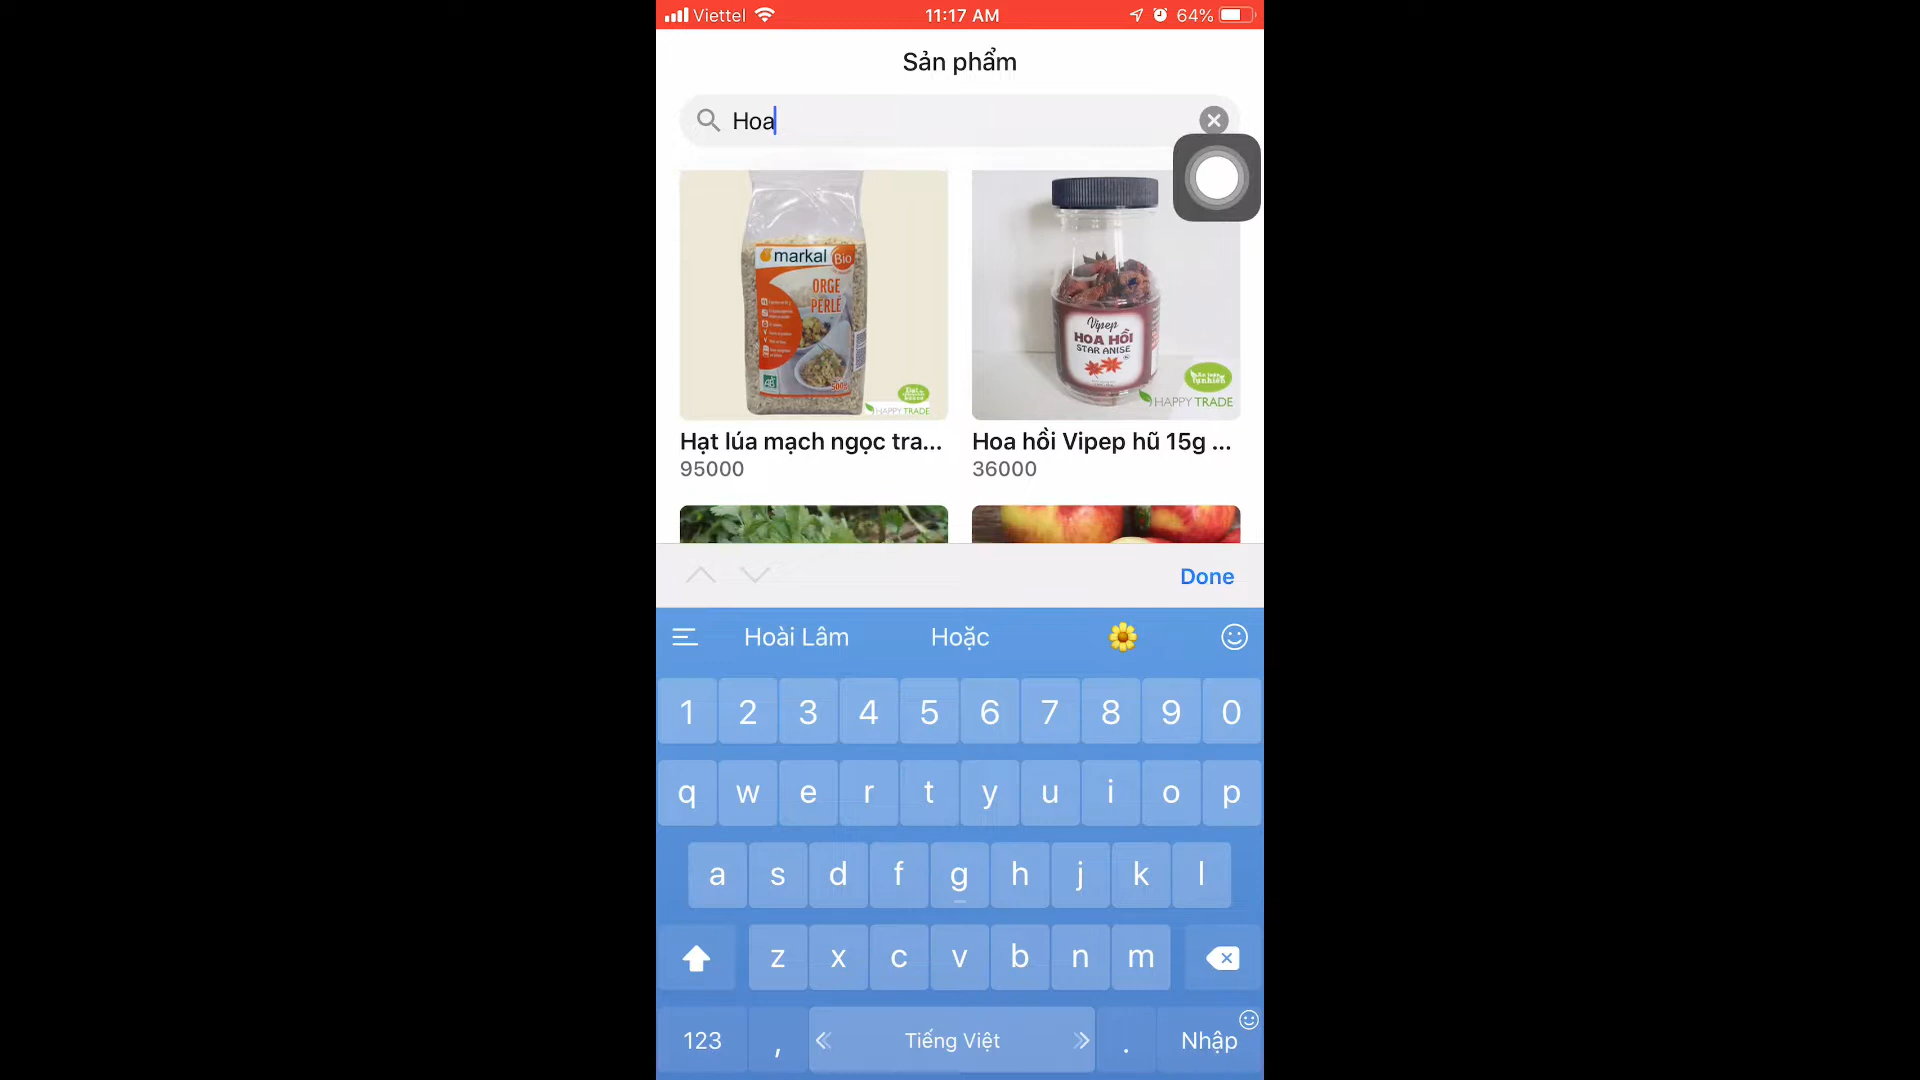 Viettel
11:17 AM
64%
Sản phẩm
Hoa
markal Bio
ORGE
PERLÉ
500g
HAPPY TRADE
Vipep
HOA HỒI
STAR ANISE
HAPPY TRADE
Hạt lúa mạch ngọc tra...
95000
Hoa hồi Vipep hũ 15g ...
36000
Done
Hoài Lâm
Hoặc
1 2 3 4 5 6 7 8 9 0
q w e r t y u i o p
a s d f g h j k l
z x c v b n m
123 , Tiếng Việt . Nhập